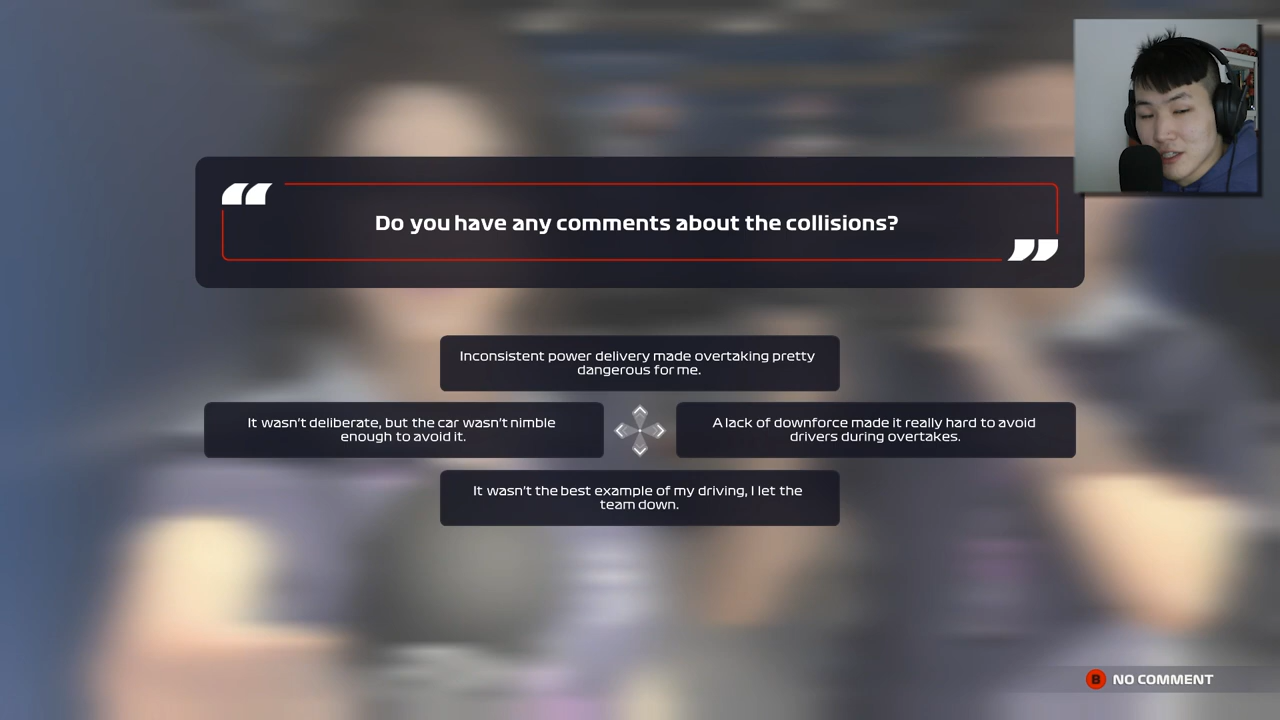 Do you have any comments about the collisions?
Inconsistent power delivery made overtaking pretty
dangerous for me.
It wasn't deliberate, but the car wasn't nimble
enough to avoid it.
A lack of downforce made it really hard to avoid
drivers during overtakes.
It wasn't the best example of my driving, I let the
team down.
B NO COMMENT